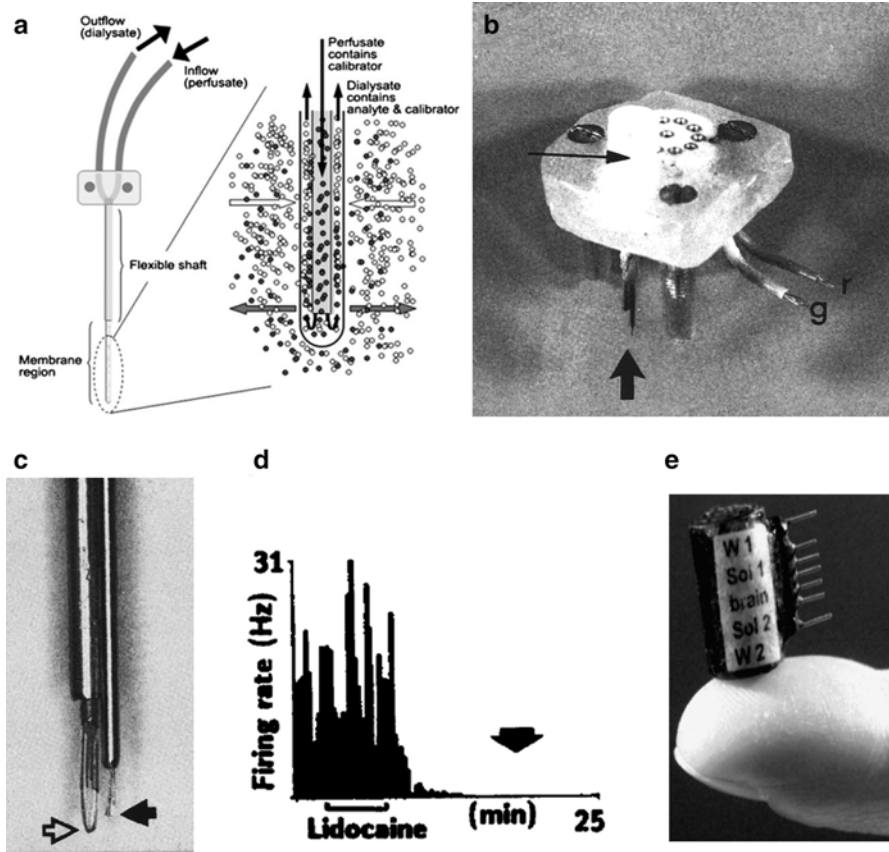 a
Outflow
(dialysate)
Inflow
(perfusate)
Flexible shaft
Membrane
region
Perfusate
contains
calibrator
Dialysate
contains
analyte & calibrator
b
r
g
c
d
31
Firing rate (Hz)
Lidocaine
(min)
25
e
W 1
Sol 1
brain
Sol 2
W 2